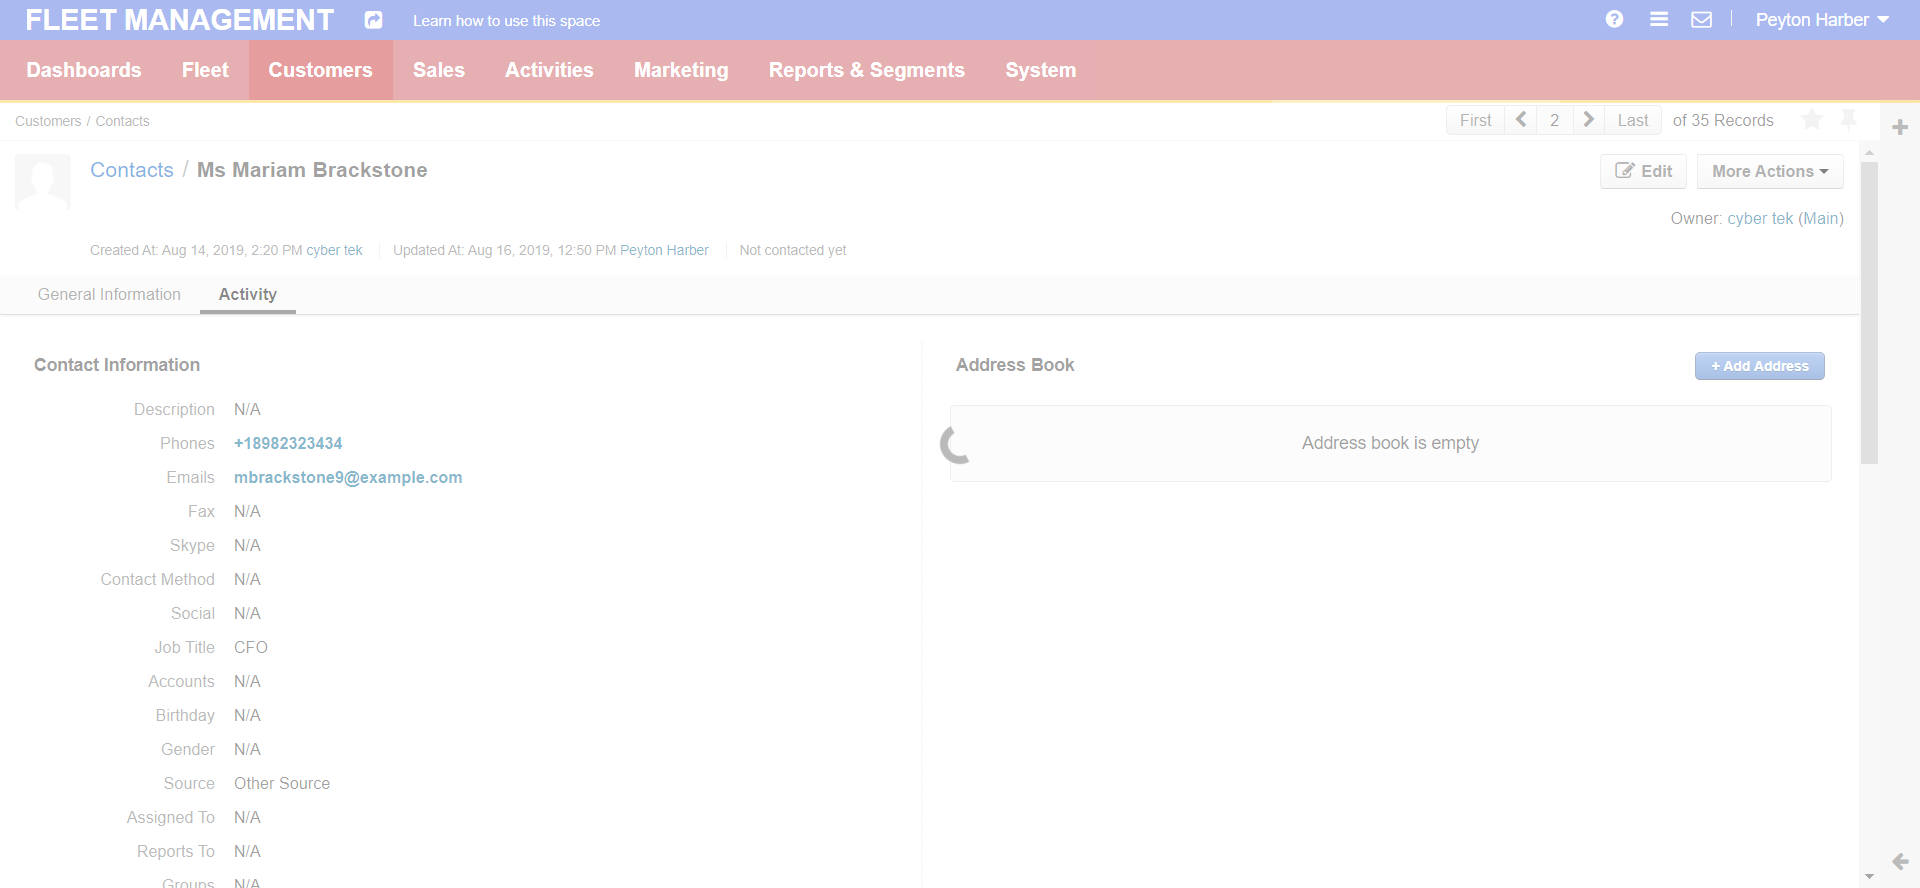 FLEET MANAGEMENT Learn how to use this space Peyton Harber
Dashboards Fleet Customers Sales Activities Marketing Reports & Segments System
Customers / Contacts First 2 Last of 35 Records
Contacts / Ms Mariam Brackstone Edit More Actions
Owner: cyber tek (Main)
Created At: Aug 14, 2019, 2:20 PM cyber tek Updated At: Aug 16, 2019, 12:50 PM Peyton Harber Not contacted yet
General Information Activity
Contact Information
Description N/A
Phones +18982323434
Emails mbrackstone9@example.com
Fax N/A
Skype N/A
Contact Method N/A
Social N/A
Job Title CFO
Accounts N/A
Birthday N/A
Gender N/A
Source Other Source
Assigned To N/A
Reports To N/A
Groups N/A
Address Book + Add Address
Address book is empty